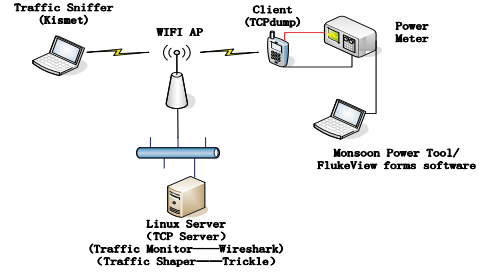 Traffic Sniffer
(Kismet)
WIFI AP
Client
(TCPdump)
Power
Meter
Monsoon Power Tool/
FlukeView forms software
Linux Server
(TCP Server)
(Traffic Monitor——Wireshark)
(Traffic Shaper——Trickle)